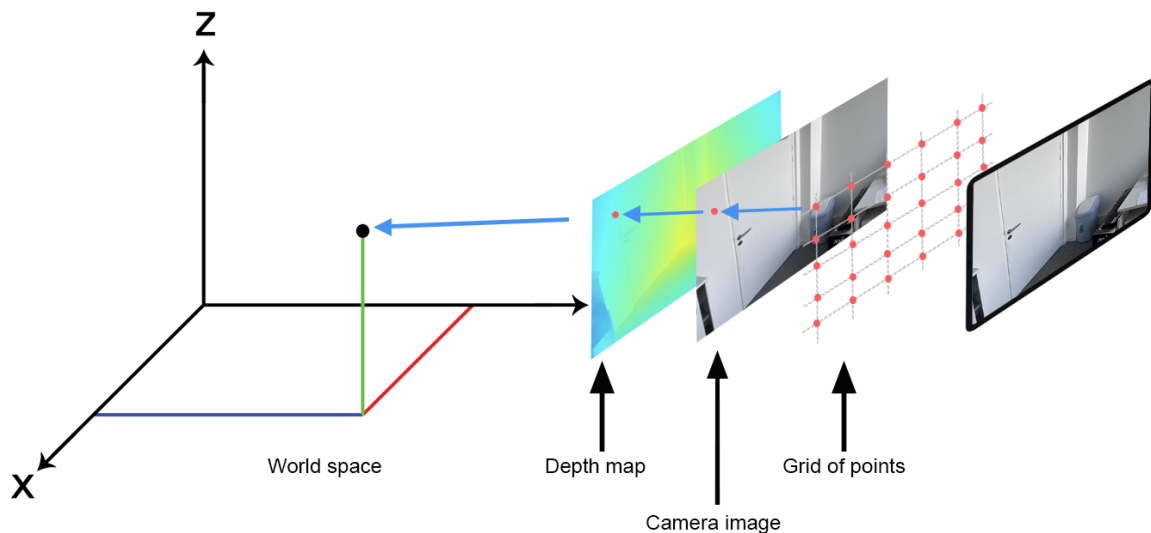 Z
X
World space
Depth map
Grid of points
Camera image